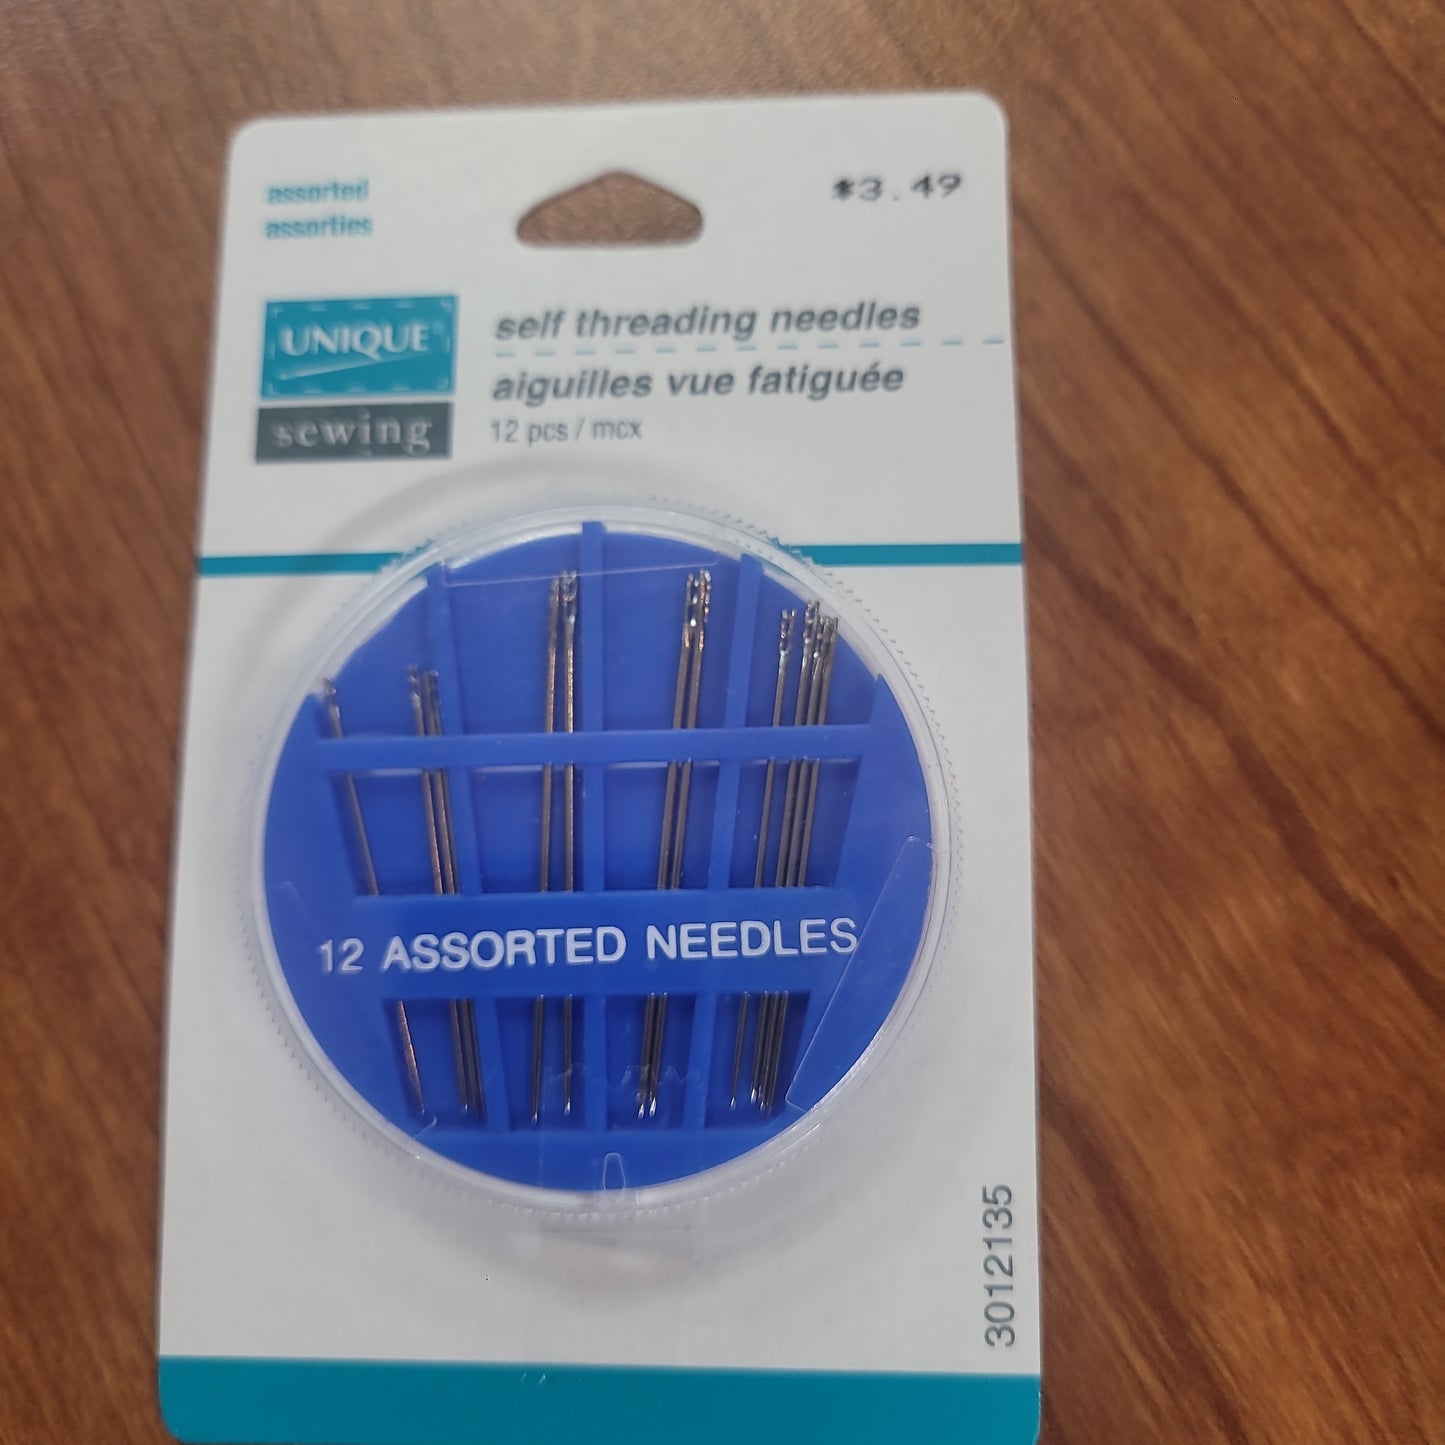 assorted
assorties
$3.49
UNIQUE
sewing
self threading needles
aiguilles vue fatiguée
12 pcs / mcx
12 ASSORTED NEEDLES
3012135